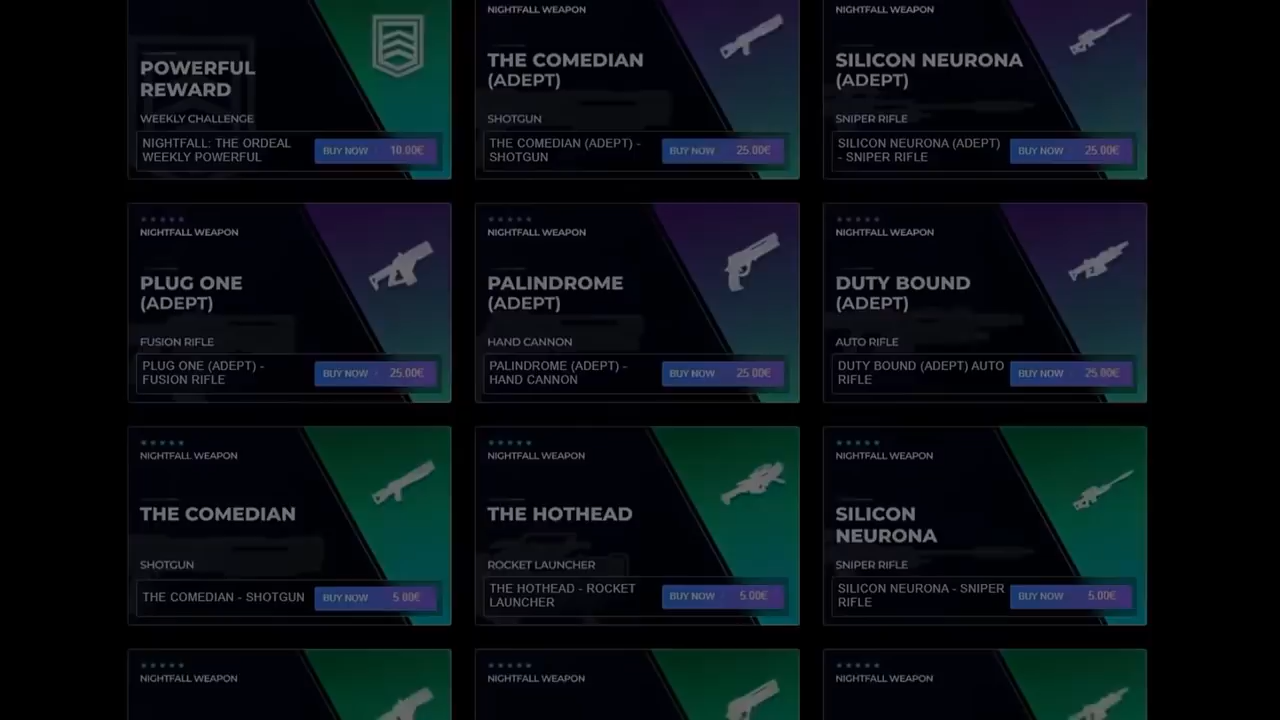 POWERFUL
REWARD
WEEKLY CHALLENGE
NIGHTFALL: THE ORDEAL
WEEKLY POWERFUL
BUY NOW
10.00€
NIGHTFALL WEAPON
THE COMEDIAN
(ADEPT)
SHOTGUN
THE COMEDIAN (ADEPT) -
SHOTGUN
BUY NOW
25.00€
NIGHTFALL WEAPON
SILICON NEURONA
(ADEPT)
SNIPER RIFLE
SILICON NEURONA (ADEPT)
- SNIPER RIFLE
BUY NOW
25.00€
NIGHTFALL WEAPON
PLUG ONE
(ADEPT)
FUSION RIFLE
PLUG ONE (ADEPT) -
FUSION RIFLE
BUY NOW
25.00€
NIGHTFALL WEAPON
PALINDROME
(ADEPT)
HAND CANNON
PALINDROME (ADEPT) -
HAND CANNON
BUY NOW
25.00€
NIGHTFALL WEAPON
DUTY BOUND
(ADEPT)
AUTO RIFLE
DUTY BOUND (ADEPT) AUTO
RIFLE
BUY NOW
25.00€
NIGHTFALL WEAPON
THE COMEDIAN
SHOTGUN
THE COMEDIAN - SHOTGUN
BUY NOW
5.00€
NIGHTFALL WEAPON
THE HOTHEAD
ROCKET LAUNCHER
THE HOTHEAD - ROCKET
LAUNCHER
BUY NOW
5.00€
NIGHTFALL WEAPON
SILICON
NEURONA
SNIPER RIFLE
SILICON NEURONA - SNIPER
RIFLE
BUY NOW
5.00€
NIGHTFALL WEAPON
NIGHTFALL WEAPON
NIGHTFALL WEAPON